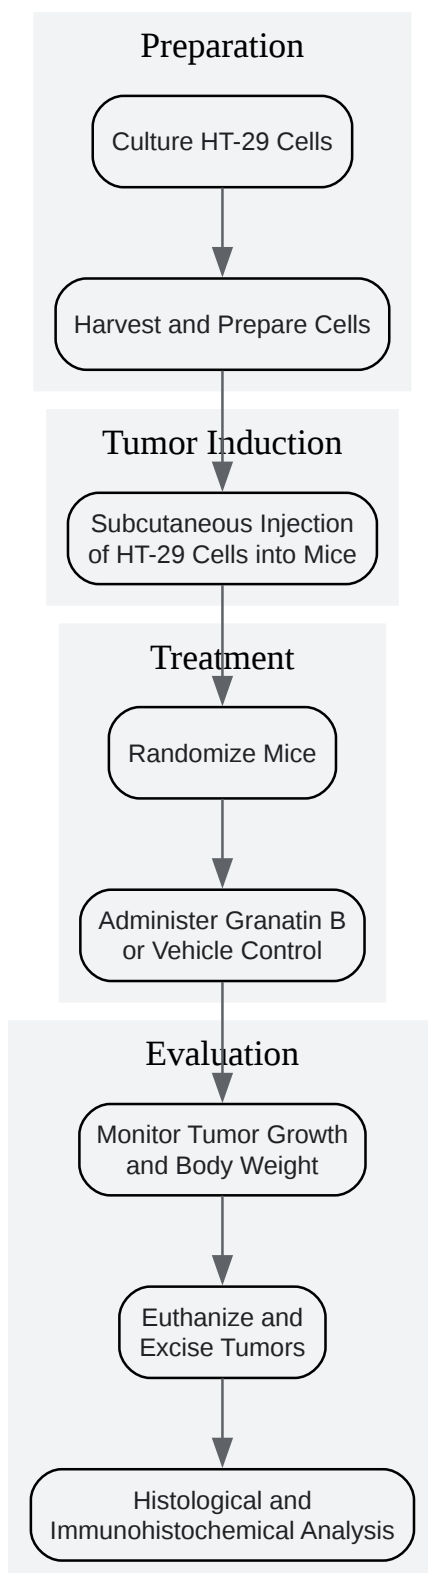 Preparation
Culture HT-29 Cells
Harvest and Prepare Cells
Tumor Induction
Subcutaneous Injection
of HT-29 Cells into Mice
Treatment
Randomize Mice
Administer Granatin B
or Vehicle Control
Evaluation
Monitor Tumor Growth
and Body Weight
Euthanize and
Excise Tumors
Histological and
Immunohistochemical Analysis